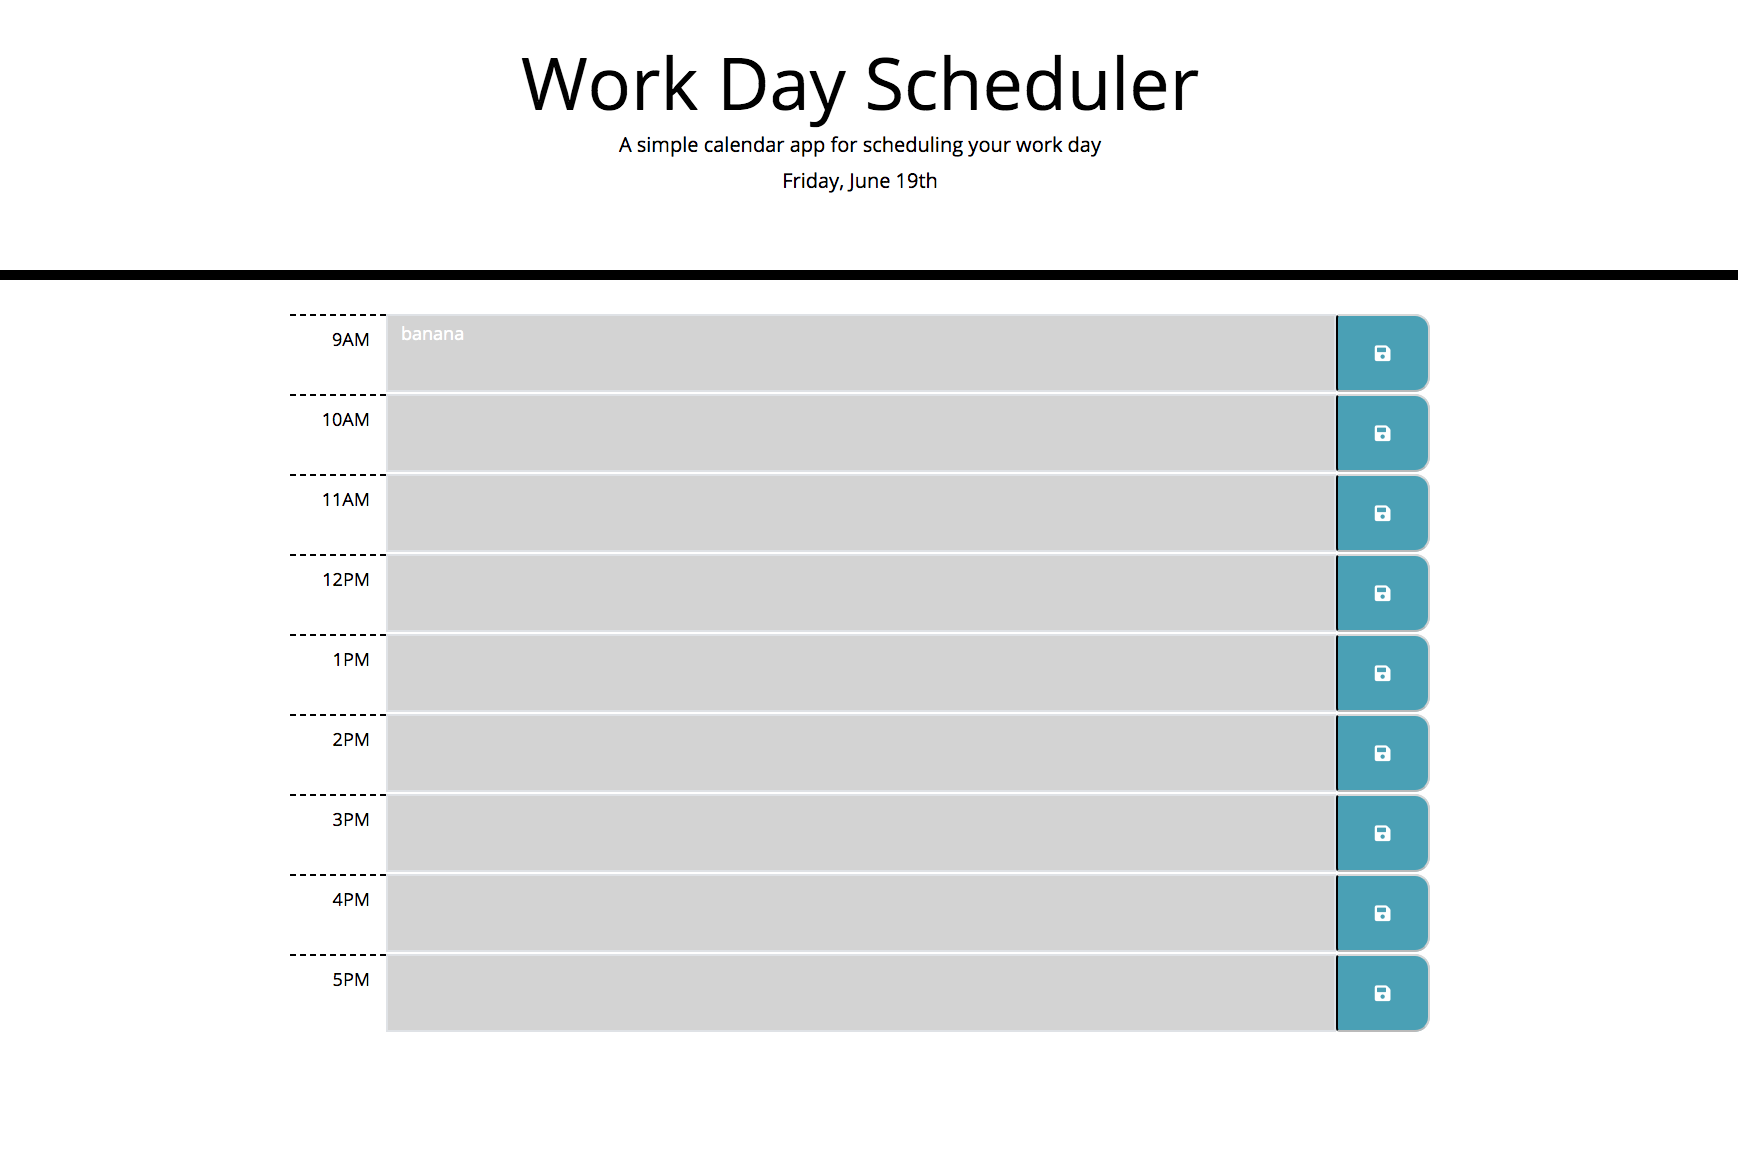 Work Day Scheduler
A simple calendar app for scheduling your work day
Friday, June 19th
9AM
banana
10AM
11AM
12PM
1PM
2PM
3PM
4PM
5PM